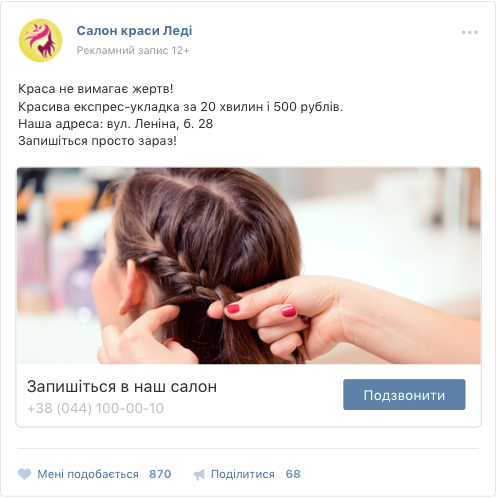 Салон краси Леді
Рекламний запис 12+
Краса не вимагає жертв!
Красива експрес-укладка за 20 хвилин і 500 рублів.
Наша адреса: вул. Леніна, б. 28
Запишіться просто зараз!
Запишіться в наш салон
+38 (044) 100-00-10
Подзвонити
Мені подобається 870 Поділитися 68